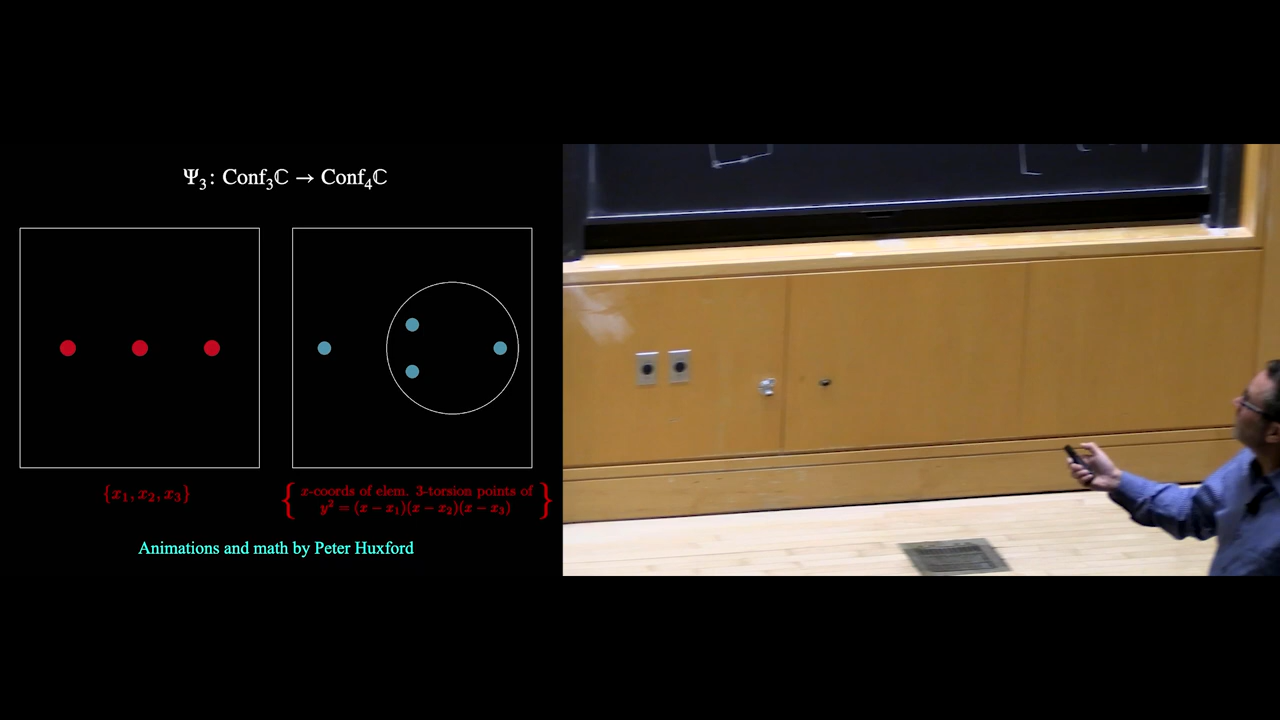 Ψ₃: Conf₃ℂ → Conf₄ℂ
{x₁, x₂, x₃}
{ x-coords of elem. 3-torsion points of
y² = (x − x₁)(x − x₂)(x − x₃) }
Animations and math by Peter Huxford